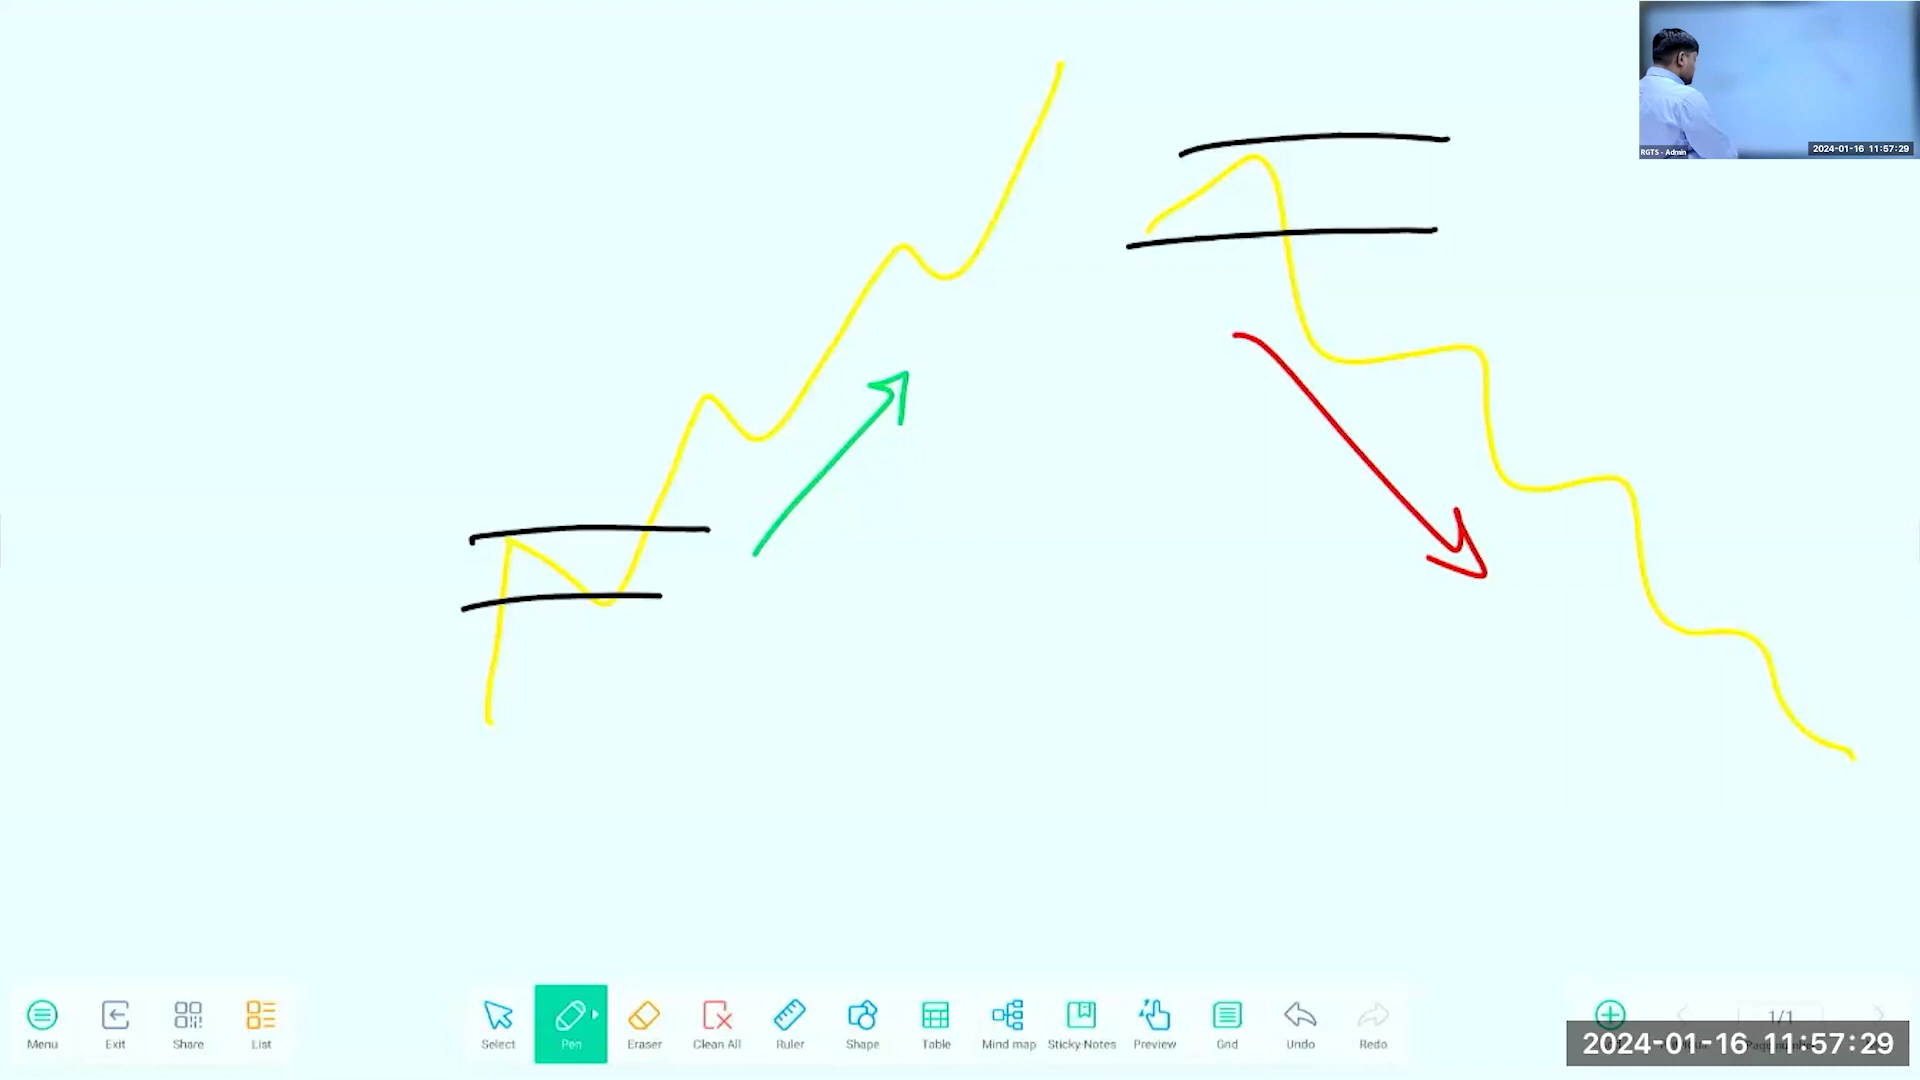 RGTS - Admin
2024-01-16 11:57:29
Menu
Exit
Share
List
Select
Pen
Eraser
Clean All
Ruler
Shape
Table
Mind map
Sticky-Notes
Preview
Grid
Undo
Redo
1/1
2024-01-16 11:57:29